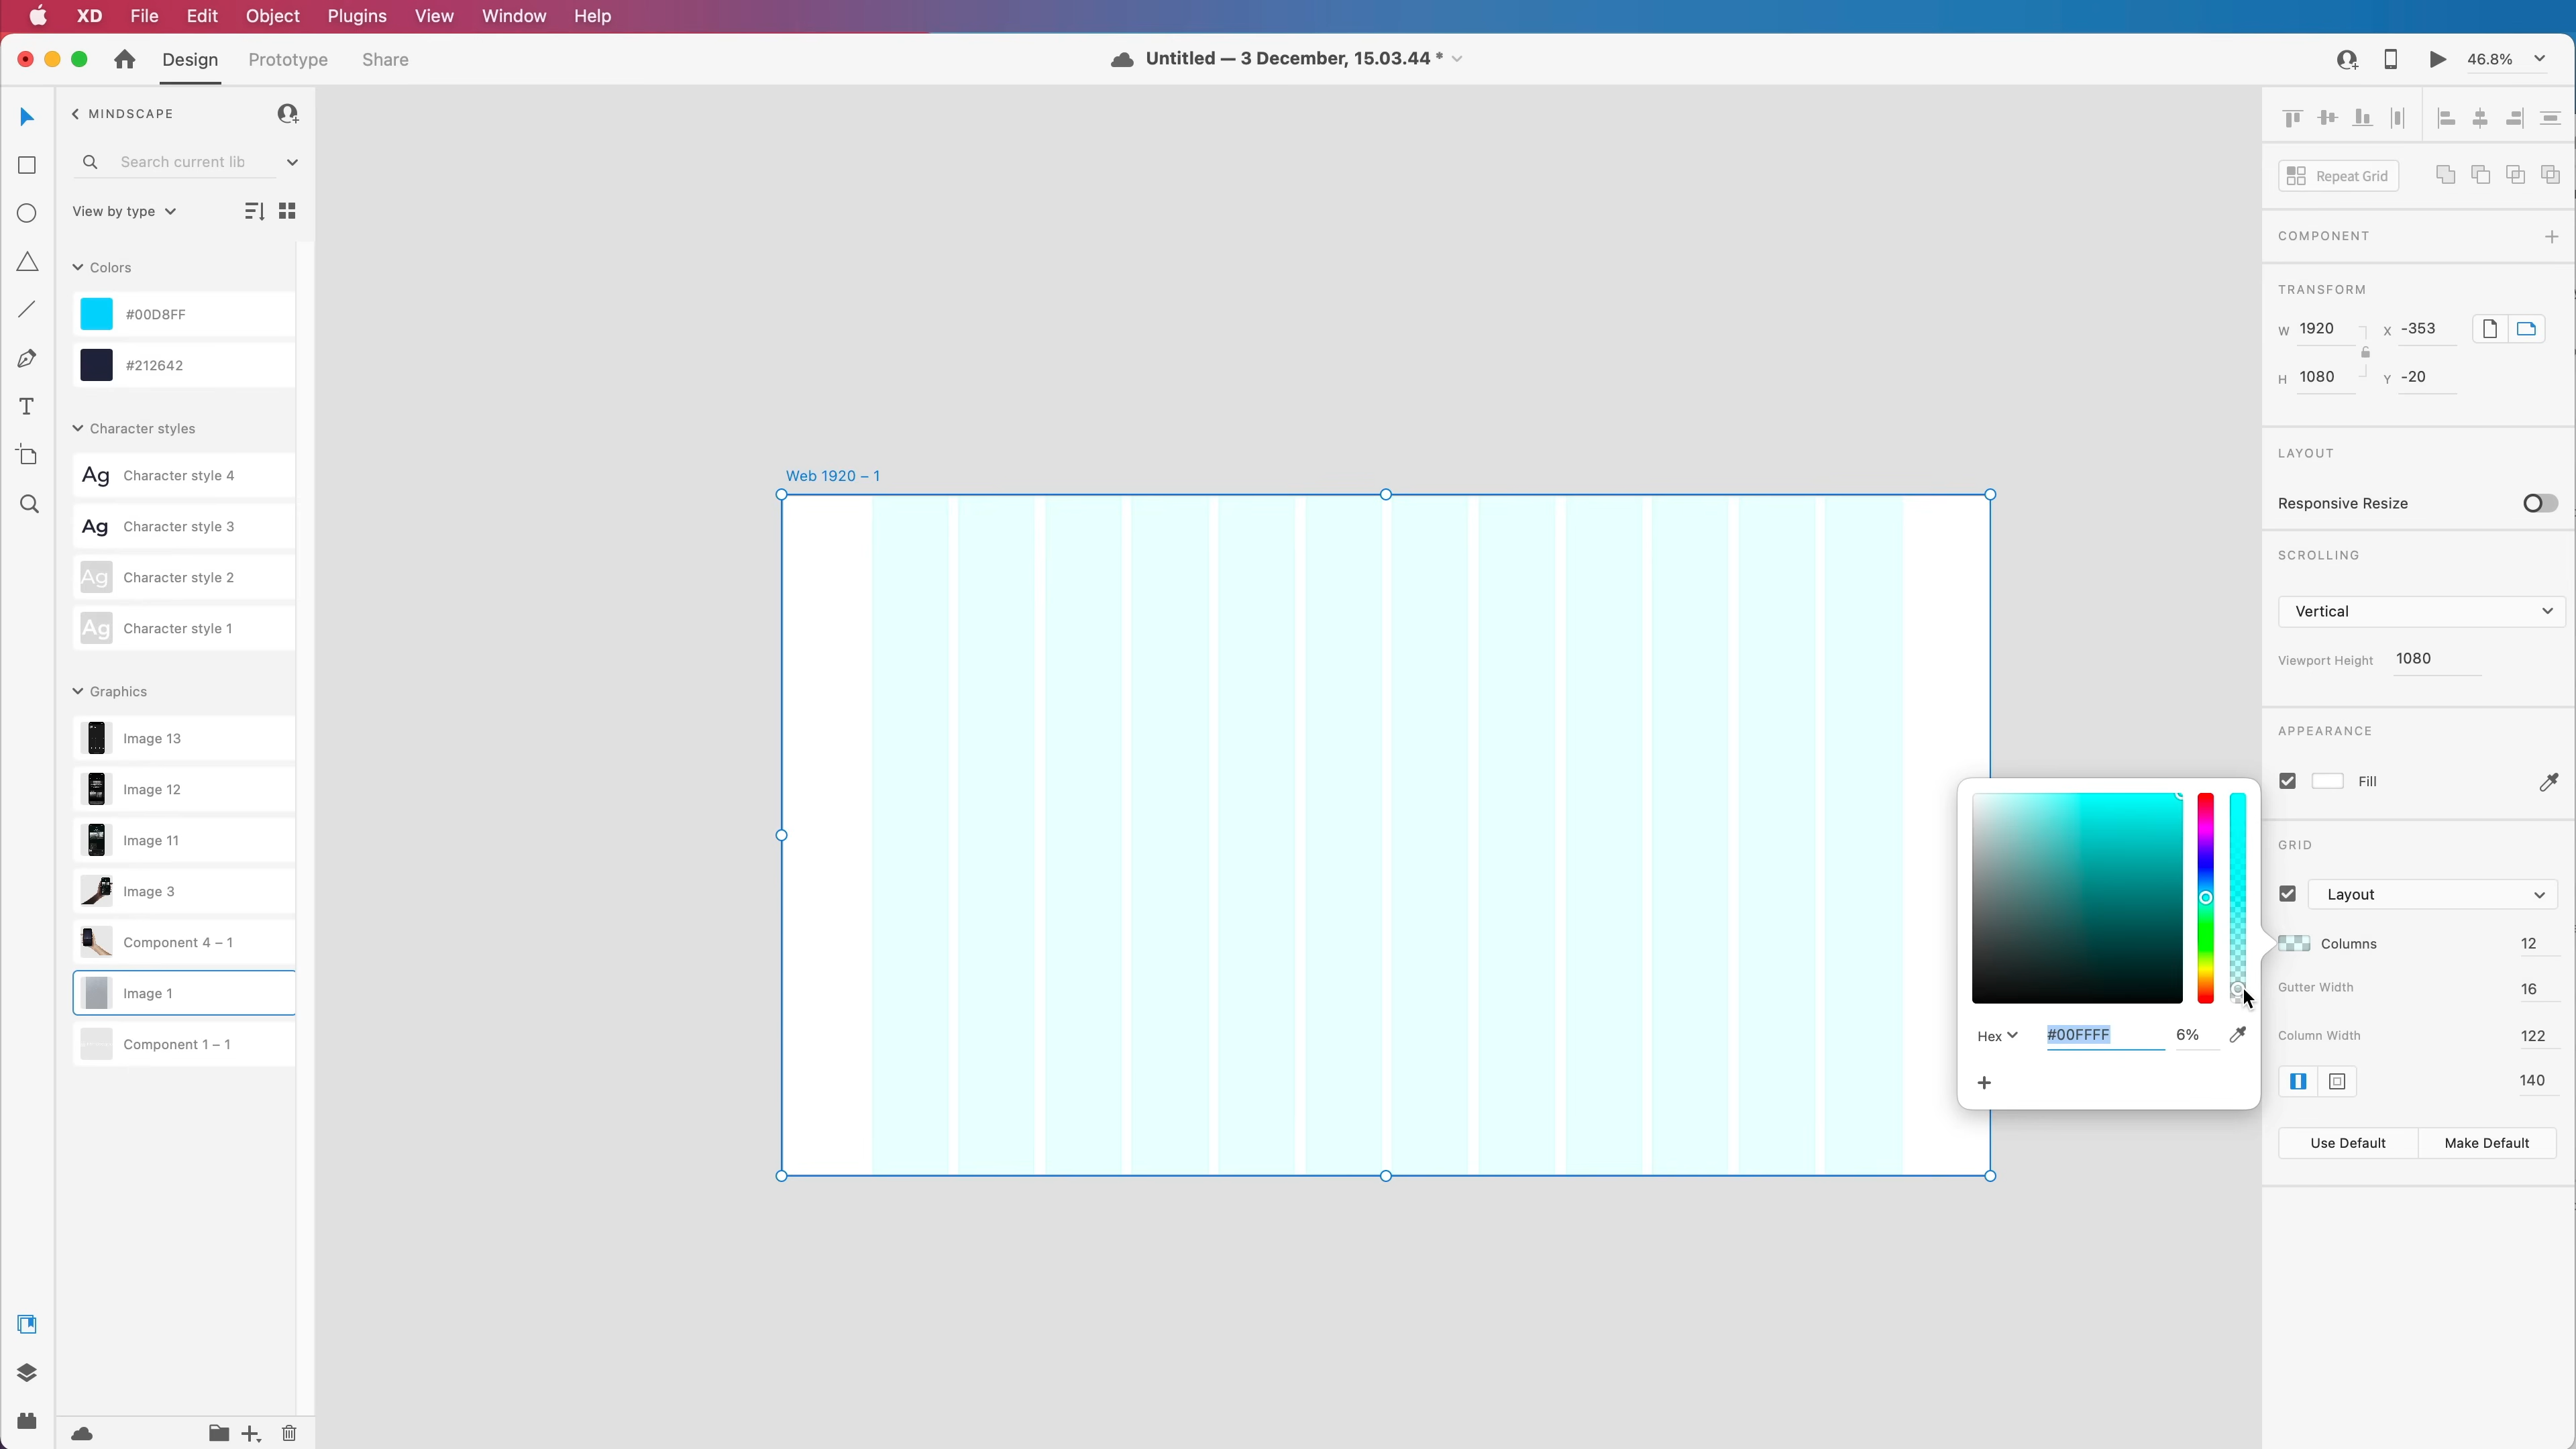 XD File Edit Object Plugins View Window Help
Design Prototype Share
Untitled — 3 December, 15.03.44 *
46.8%
MINDSCAPE
Search current lib
View by type
Colors
#00D8FF
#212642
Character styles
Ag Character style 4
Ag Character style 3
Ag Character style 2
Ag Character style 1
Graphics
Image 13
Image 12
Image 11
Image 3
Component 4 – 1
Image 1
Component 1 – 1
Web 1920 – 1
Hex #00FFFF 6%
Repeat Grid
COMPONENT
TRANSFORM
W 1920 X -353
H 1080 Y -20
LAYOUT
Responsive Resize
SCROLLING
Vertical
Viewport Height 1080
APPEARANCE
Fill
GRID
Layout
Columns 12
Gutter Width 16
Column Width 122
140
Use Default Make Default